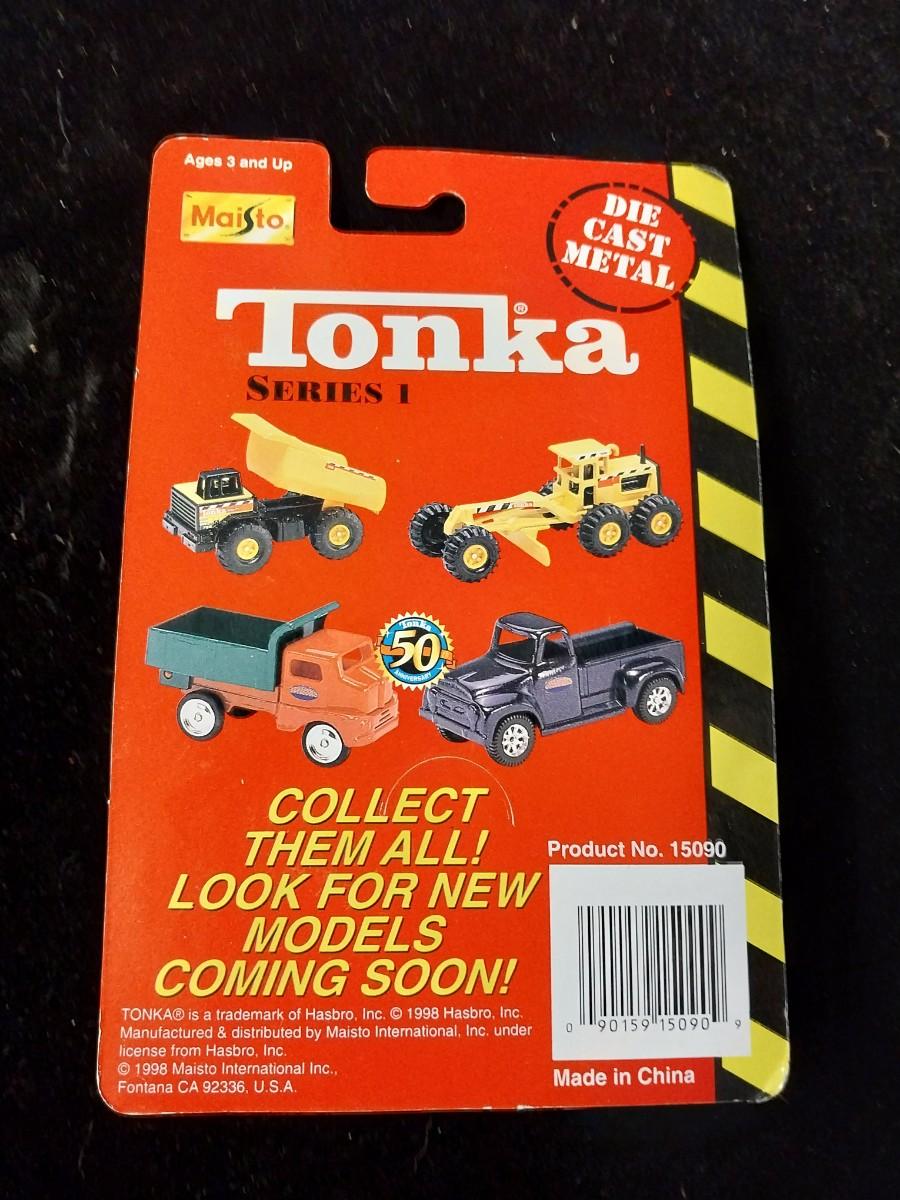 Ages 3 and Up
Maisto
DIE
CAST
METAL
Tonka®
SERIES 1
Tonka
50
ANNIVERSARY
COLLECT
THEM ALL!
LOOK FOR NEW
MODELS
COMING SOON!
Product No. 15090
0 90159 15090 9
Made in China
TONKA® is a trademark of Hasbro, Inc. © 1998 Hasbro, Inc.
Manufactured & distributed by Maisto International, Inc. under
license from Hasbro, Inc.
© 1998 Maisto International Inc.,
Fontana CA 92336, U.S.A.